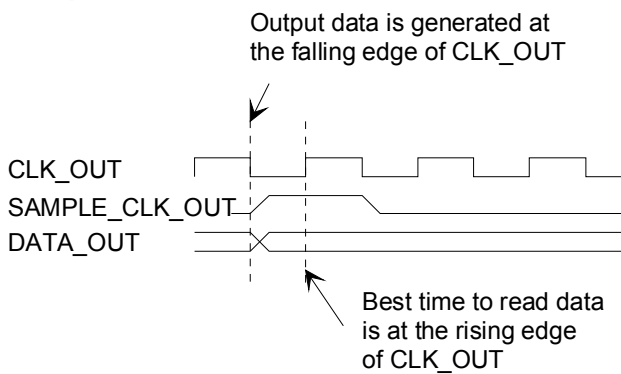 Output data is generated at
the falling edge of CLK_OUT
CLK_OUT
SAMPLE_CLK_OUT
DATA_OUT
Best time to read data
is at the rising edge
of CLK_OUT